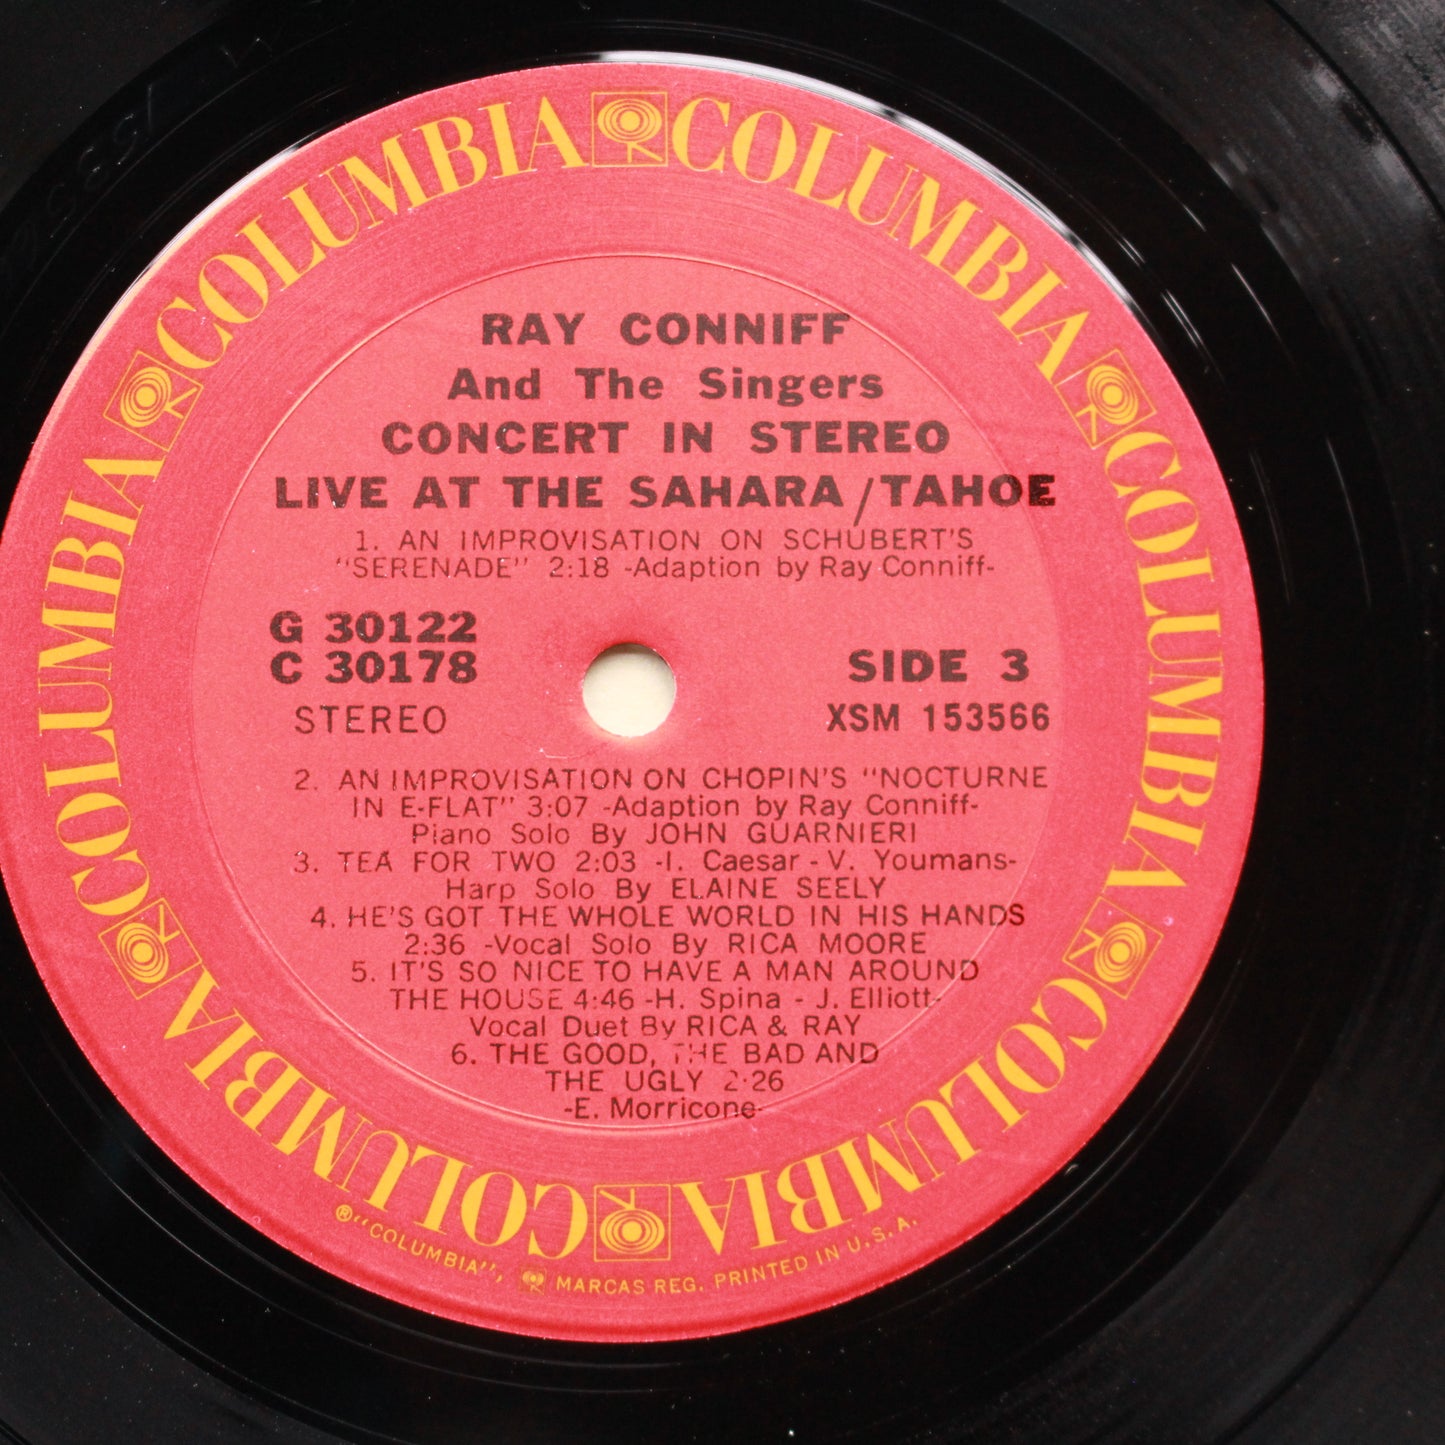 COLUMBIA COLUMBIA COLUMBIA COLUMBIA COLUMBIA COLUMBIA COLUMBIA COLUMBIA
RAY CONNIFF
And The Singers
CONCERT IN STEREO
LIVE AT THE SAHARA/TAHOE
1. AN IMPROVISATION ON SCHUBERT'S
"SERENADE" 2:18 -Adaption by Ray Conniff-
G 30122
C 30178
STEREO
SIDE 3
XSM 153566
2. AN IMPROVISATION ON CHOPIN'S "NOCTURNE
IN E-FLAT" 3:07 -Adaption by Ray Conniff-
Piano Solo By JOHN GUARNIERI
3. TEA FOR TWO 2:03 -I. Caesar - V. Youmans-
Harp Solo By ELAINE SEELY
4. HE'S GOT THE WHOLE WORLD IN HIS HANDS
2:36 -Vocal Solo By RICA MOORE
5. IT'S SO NICE TO HAVE A MAN AROUND
THE HOUSE 4:46 -H. Spina - J. Elliott-
Vocal Duet By RICA & RAY
6. THE GOOD, THE BAD AND
THE UGLY 2:26
-E. Morricone-
®"COLUMBIA", MARCAS REG. PRINTED IN U.S.A.